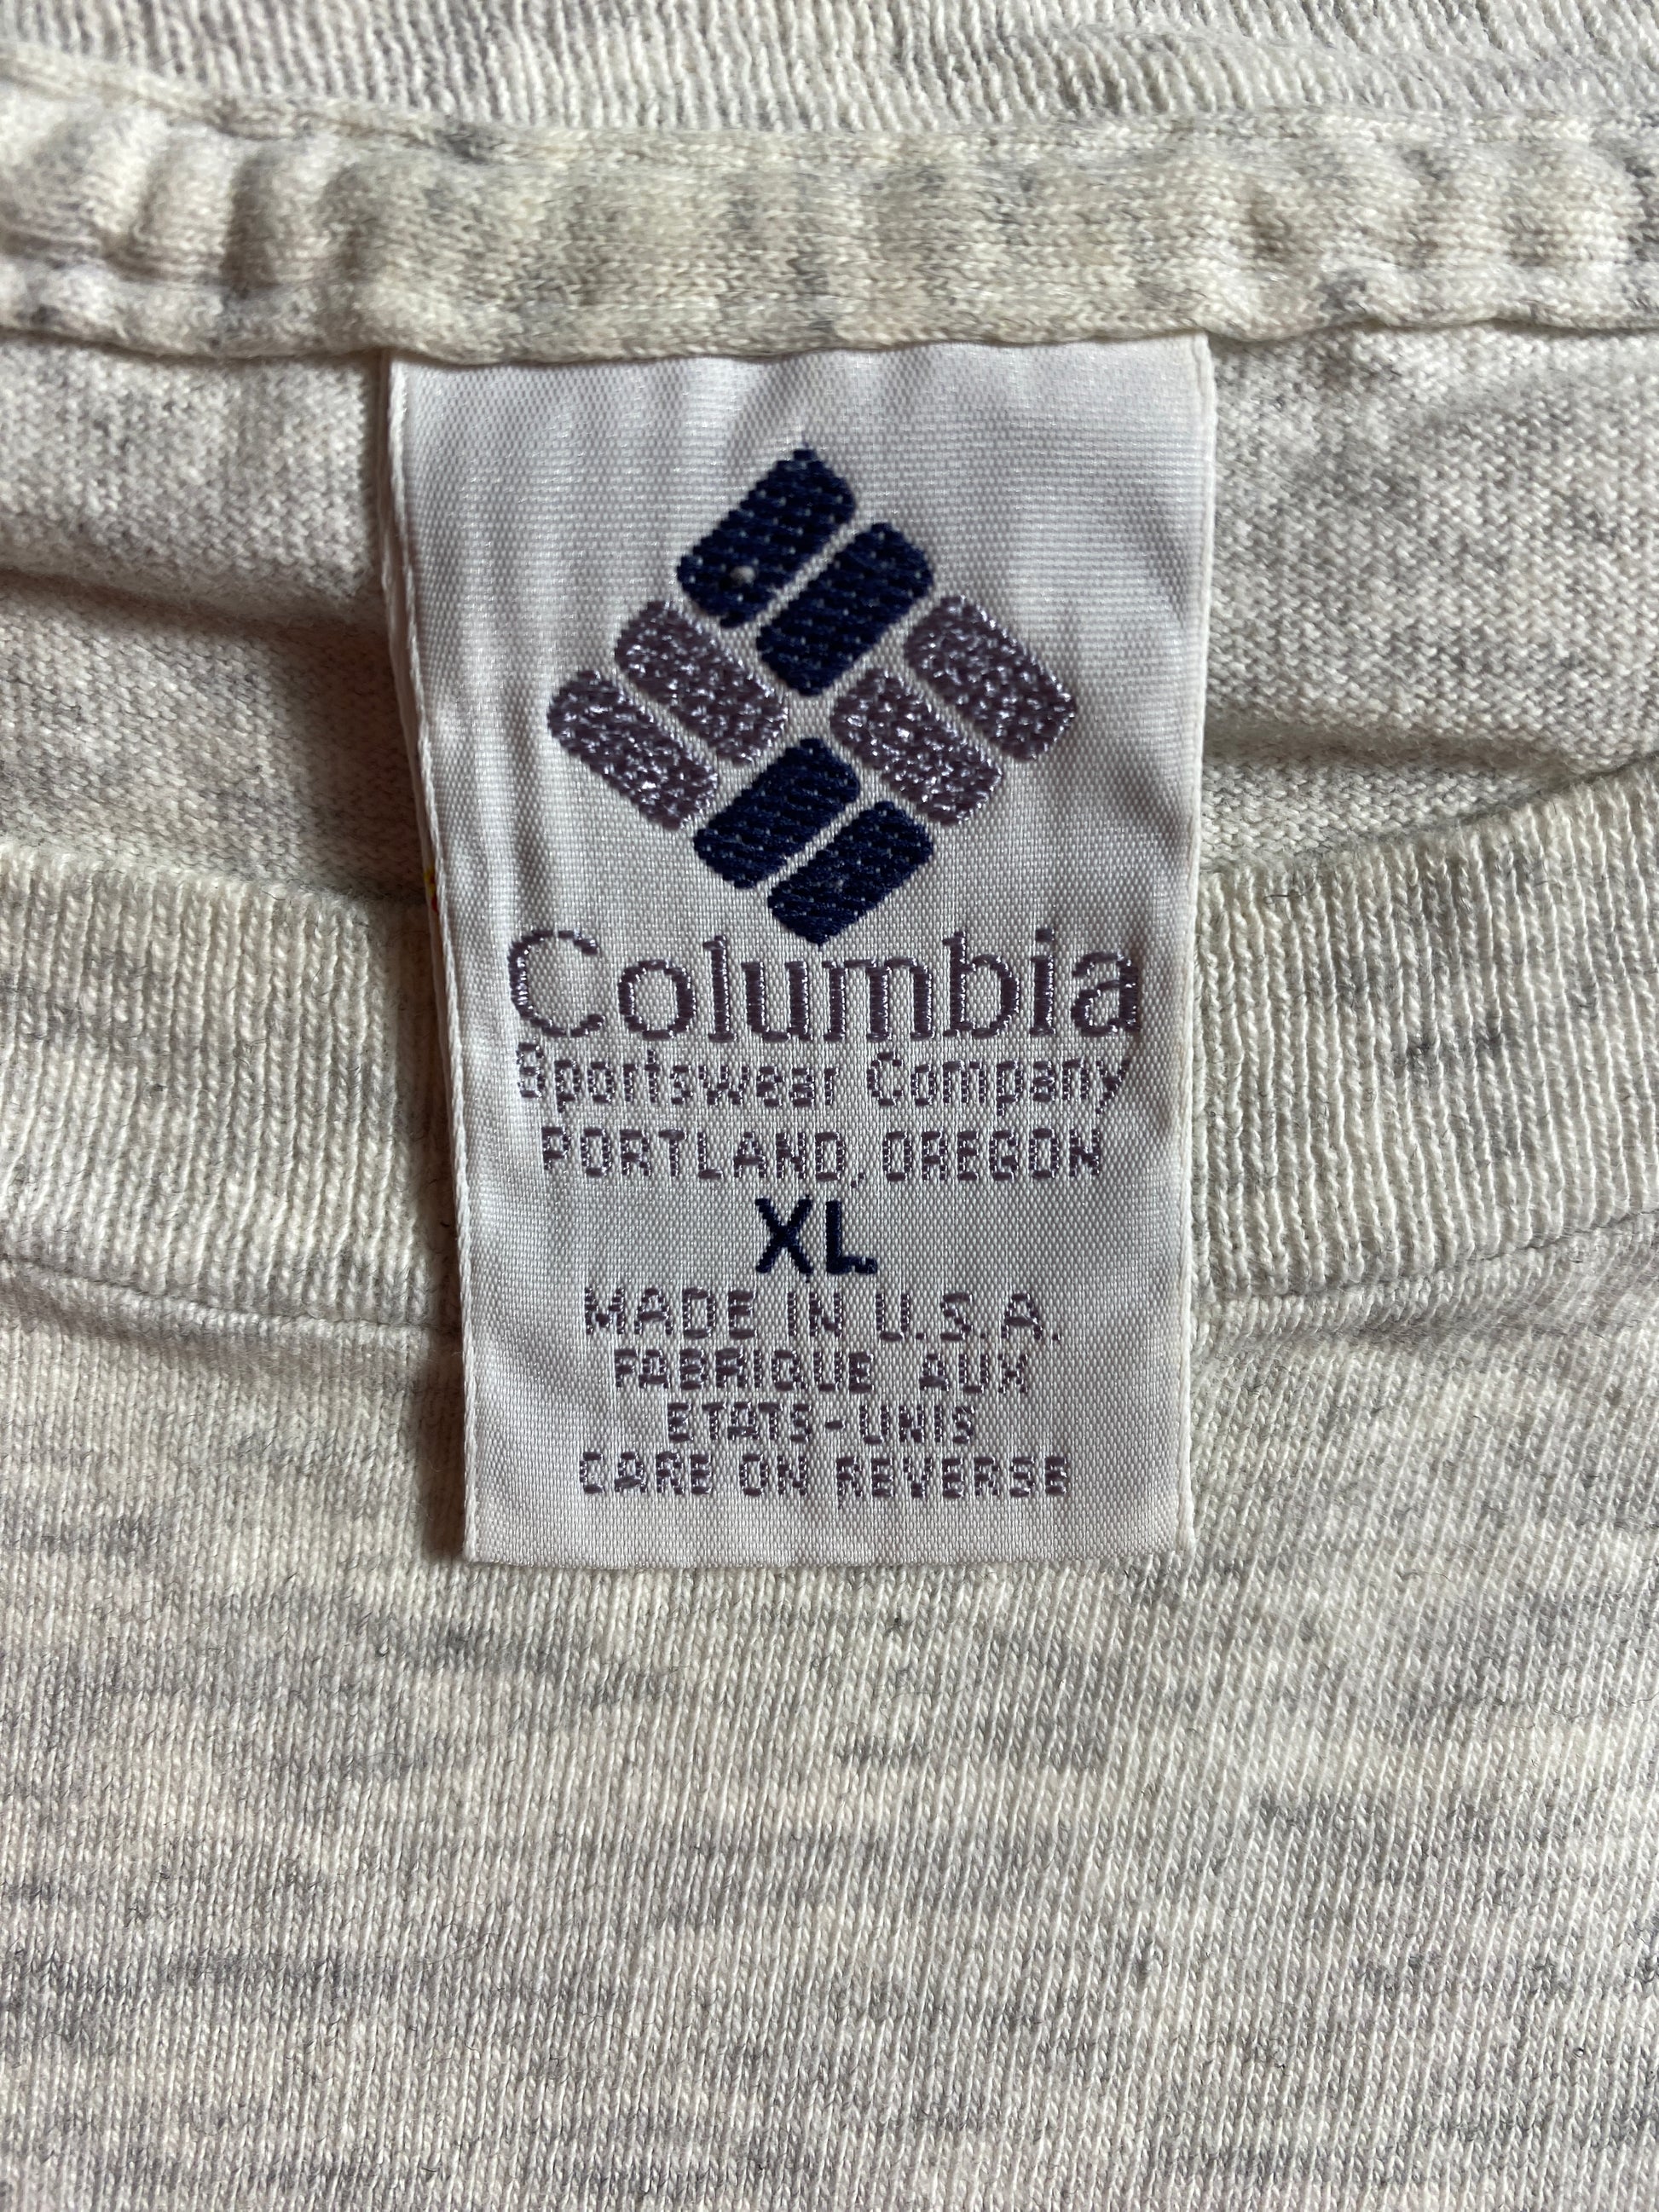 Columbia
Sportswear Company
PORTLAND, OREGON
XL
MADE IN U.S.A.
FABRIQUE AUX
ETATS-UNIS
CARE ON REVERSE